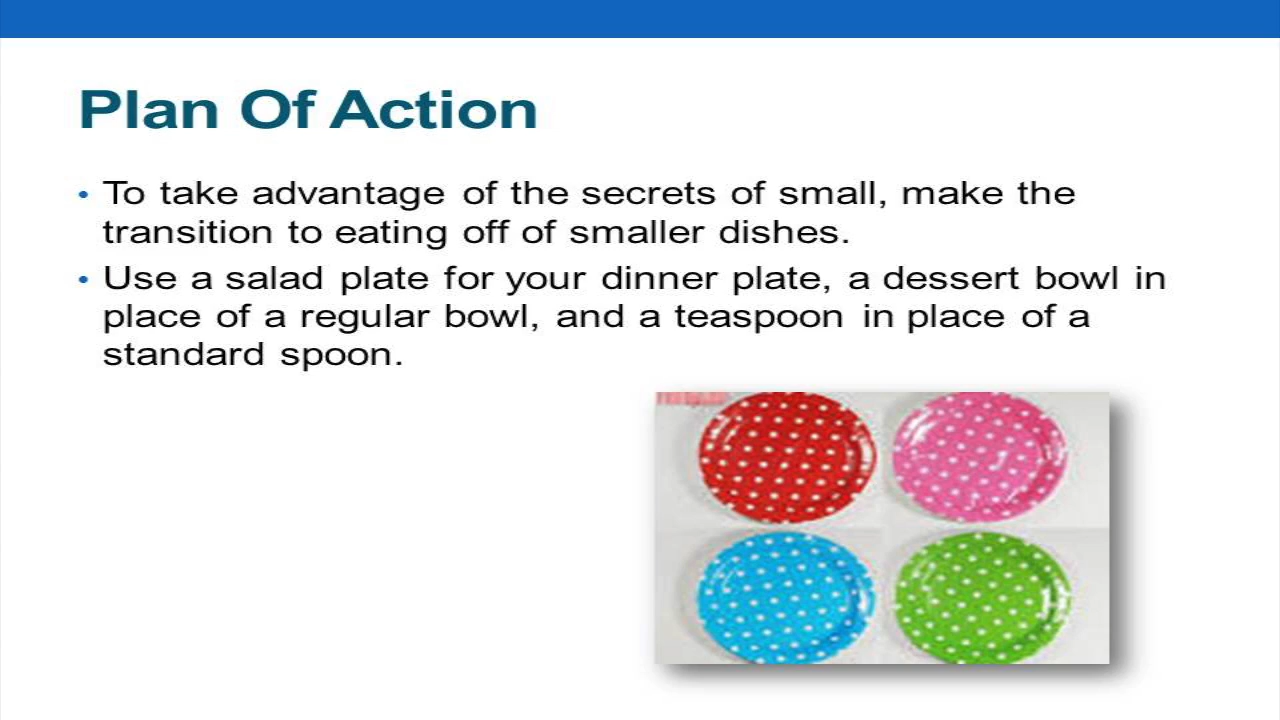 Plan Of Action
• To take advantage of the secrets of small, make the
transition to eating off of smaller dishes.
• Use a salad plate for your dinner plate, a dessert bowl in
place of a regular bowl, and a teaspoon in place of a
standard spoon.